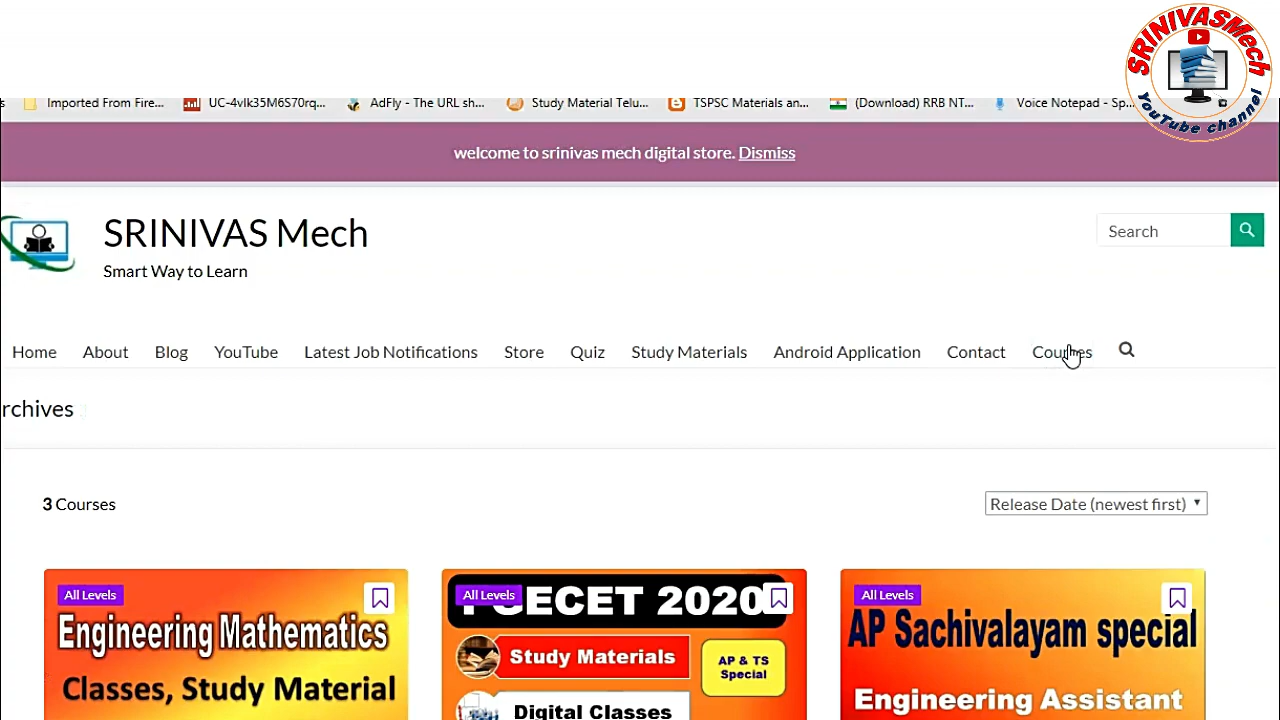 SRINIVASMech
YouTube channel
Imported From Fire...
UC-4vlk35M6S70rq...
AdFly - The URL sh...
Study Material Telu...
TSPSC Materials an...
(Download) RRB NT...
Voice Notepad - Sp...
welcome to srinivas mech digital store. Dismiss
SRINIVAS Mech
Smart Way to Learn
Search
Home About Blog YouTube Latest Job Notifications Store Quiz Study Materials Android Application Contact Courses
rchives
3 Courses
Release Date (newest first)
All Levels
Engineering Mathematics
Classes, Study Material
All Levels
ECET 2020
Study Materials
AP & TS
Special
Digital Classes
All Levels
AP Sachivalayam special
Engineering Assistant